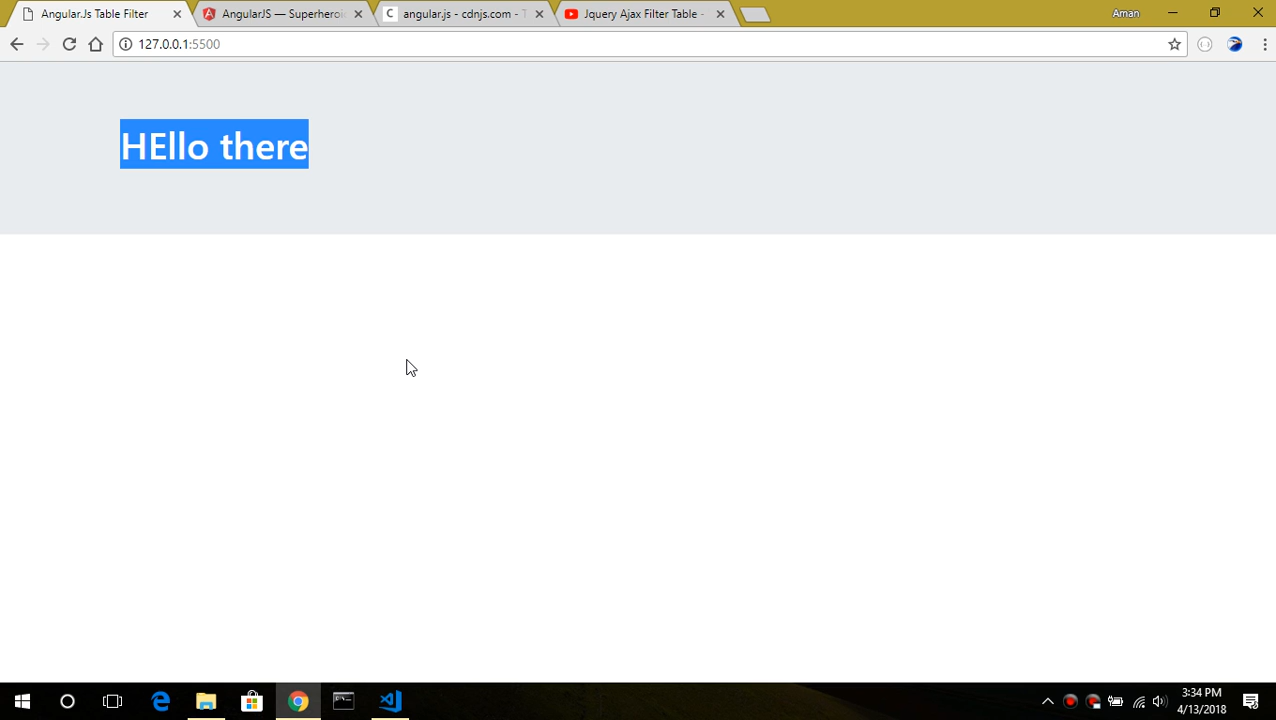 Angular.Js Table Filter
AngularJS — Superheroic
angular.js - cdnjs.com - T
Jquery Ajax Filter Table -
Aman
127.0.0.1:5500
HEllo there
3:34 PM
4/13/2018